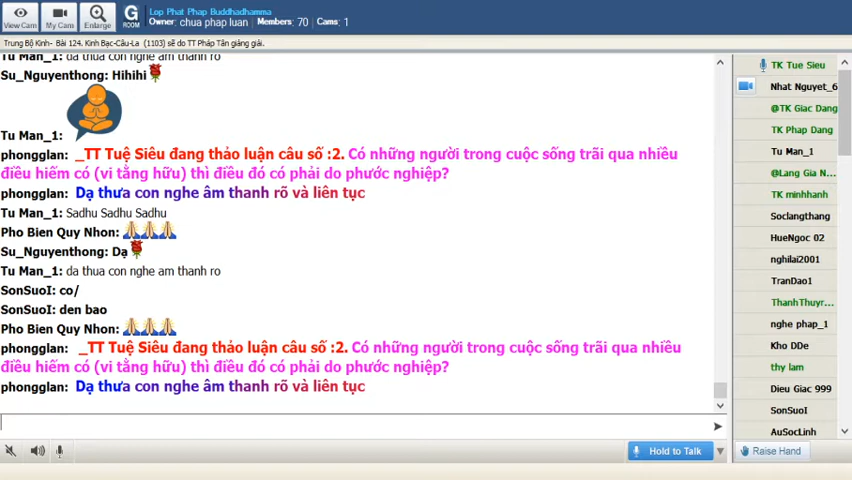 View Cam
My Cam
Enlarge
G
ROOM
Lop Phat Phap Buddhadhamma
Owner: chua phap luan Members: 70 Cams: 1
Trung Bộ Kinh- Bài 124. Kinh Bạc-Câu-La (1103) sẽ do TT Pháp Tân giảng giải.
Tu Man_1: da thua con nghe am thanh ro
Su_Nguyenthong: Hihihi
Tu Man_1:
phongglan: _TT Tuệ Siêu đang thảo luận câu số :2. Có những người trong cuộc sống trãi qua nhiều
điều hiếm có (vi tằng hữu) thì điều đó có phải do phước nghiệp?
phongglan: Dạ thưa con nghe âm thanh rõ và liên tục
Tu Man_1: Sadhu Sadhu Sadhu
Pho Bien Quy Nhon:
Su_Nguyenthong: Dạ
Tu Man_1: da thua con nghe am thanh ro
SonSuoI: co/
SonSuoI: den bao
Pho Bien Quy Nhon:
phongglan: _TT Tuệ Siêu đang thảo luận câu số :2. Có những người trong cuộc sống trãi qua nhiều
điều hiếm có (vi tằng hữu) thì điều đó có phải do phước nghiệp?
phongglan: Dạ thưa con nghe âm thanh rõ và liên tục
Hold to Talk
TK Tue Sieu
Nhat Nguyet_6
@TK Giac Dang
TK Phap Dang
Tu Man_1
@Lang Gia N...
TK minhhanh
Soclangthang
HueNgoc 02
nghilai2001
TranDao1
ThanhThuyr...
nghe phap_1
Kho DDe
thy lam
Dieu Giac 999
SonSuoI
AuSocLinh
Raise Hand